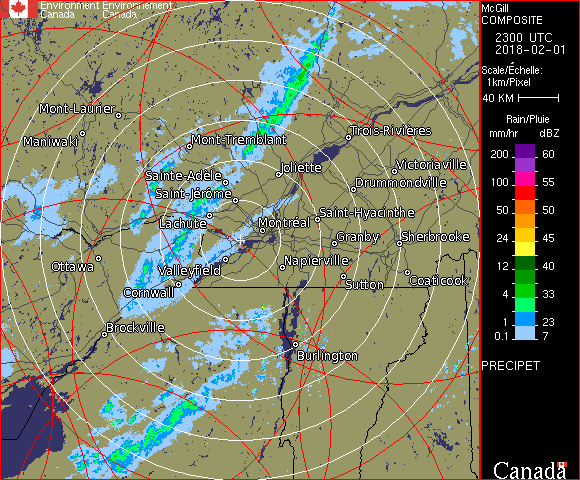 Environment Environnement
Canada Canada
McGill
COMPOSITE
2300 UTC
2018-02-01
Scale/Échelle:
1km/Pixel
40 KM
Rain/Pluie
mm/hr dBZ
200 60
100 55
50 50
24 45
12 40
4 33
1 23
0.1 7
PRECIPET
Canada
Mont-Laurier
Maniwaki
Mont-Tremblant
Trois-Rivières
Sainte-Adèle
Joliette
Victoriaville
Saint-Jérôme
Drummondville
Lachute
Montréal
Saint-Hyacinthe
Granby
Sherbrooke
Ottawa
Valleyfield
Napierville
Cornwall
Sutton
Coaticook
Brockville
Burlington